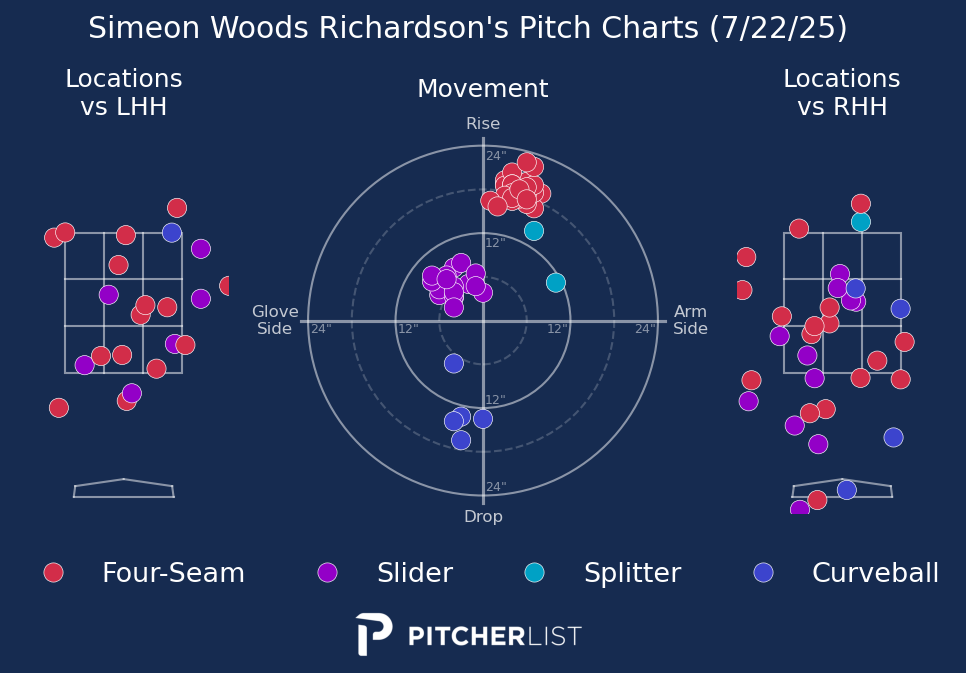 Simeon Woods Richardson's Pitch Charts (7/22/25)
Locations
vs LHH
Movement
Locations
vs RHH
Rise
24"
12"
Glove
Side
24"
12"
12"
24"
Arm
Side
12"
24"
Drop
Four-Seam
Slider
Splitter
Curveball
PITCHERLIST